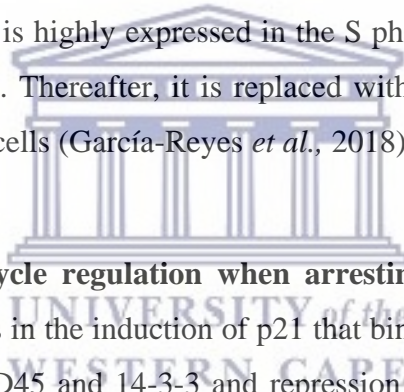 is highly expressed in the S ph
. Thereafter, it is replaced with
cells (García-Reyes et al., 2018)
ycle regulation when arrestin
UNIVERSITY of the
s in the induction of p21 that bin
WESTERN CAPE
D45 and 14-3-3 and repression